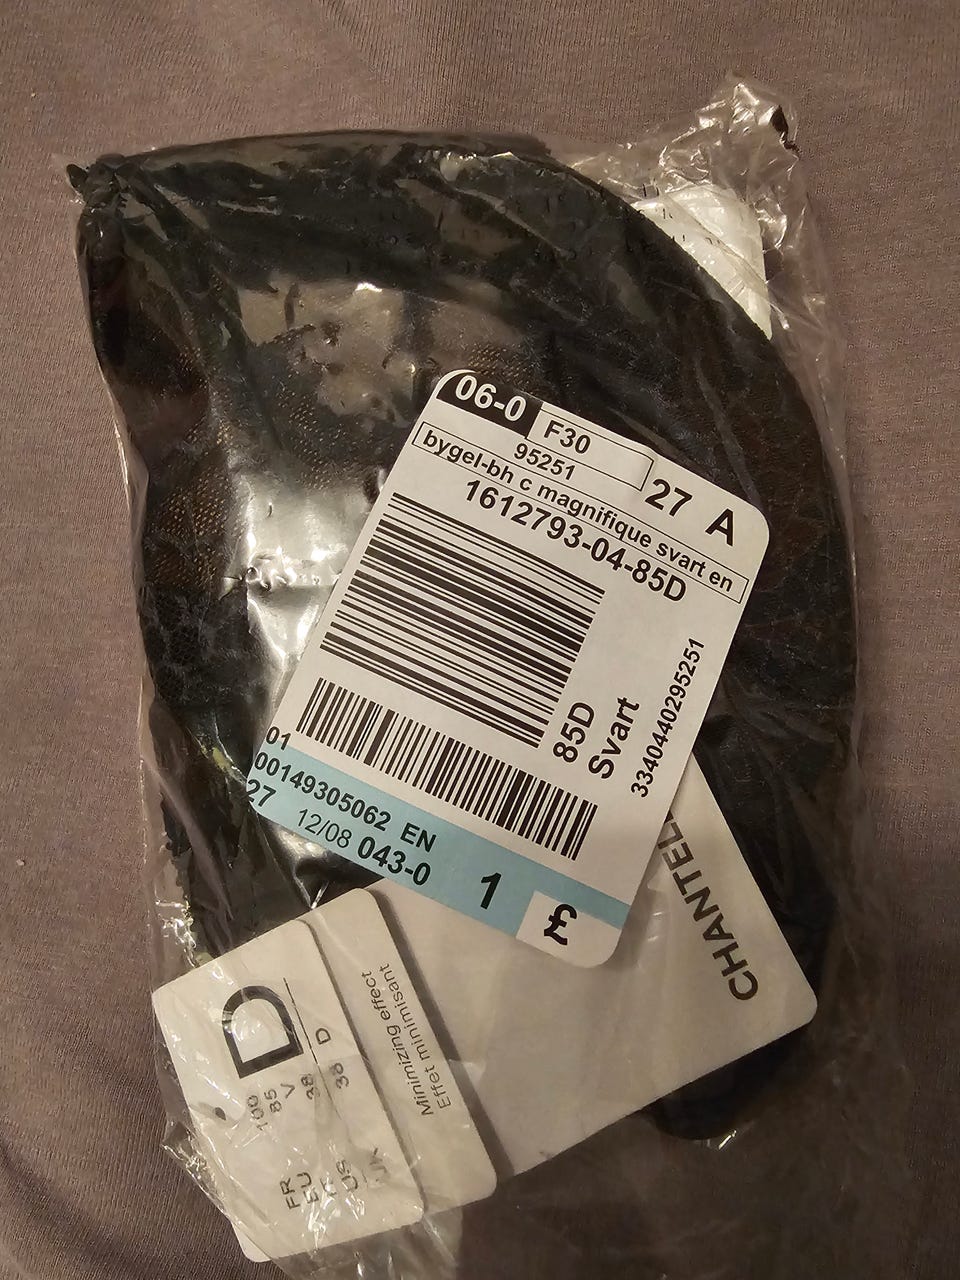 06-0
F30
95251
27 A
bygel-bh c magnifique svart en
1612793-04-85D
85D
Svart
3340440295251
01
00149305062 EN
27 12/08 043-0
1
£
CHANTEL
Minimizing effect
Effet minimisant
D
FR 100
EU 85
V
US 38 D
UK 38